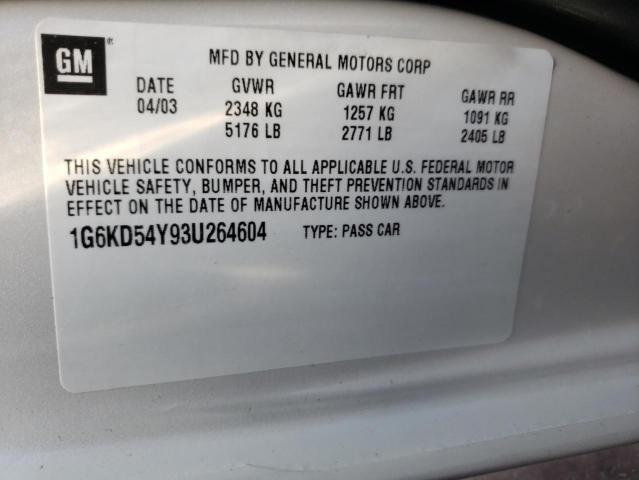 GM
MFD BY GENERAL MOTORS CORP
DATE GVWR GAWR FRT GAWR RR
04/03 2348 KG 1257 KG 1091 KG
5176 LB 2771 LB 2405 LB
THIS VEHICLE CONFORMS TO ALL APPLICABLE U.S. FEDERAL MOTOR
VEHICLE SAFETY, BUMPER, AND THEFT PREVENTION STANDARDS IN
EFFECT ON THE DATE OF MANUFACTURE SHOWN ABOVE.
1G6KD54Y93U264604 TYPE: PASS CAR